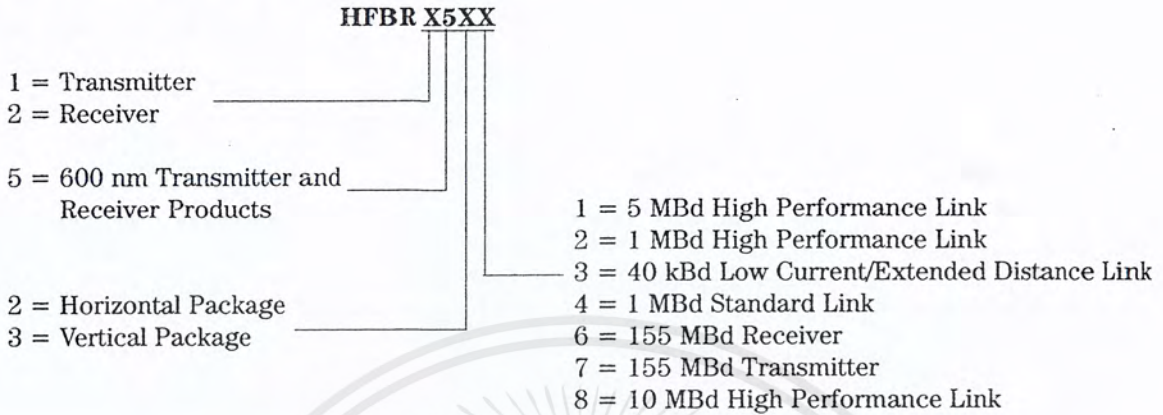 HFBR X5XX
1 = Transmitter
2 = Receiver
5 = 600 nm Transmitter and
Receiver Products
2 = Horizontal Package
3 = Vertical Package
1 = 5 MBd High Performance Link
2 = 1 MBd High Performance Link
3 = 40 kBd Low Current/Extended Distance Link
4 = 1 MBd Standard Link
6 = 155 MBd Receiver
7 = 155 MBd Transmitter
8 = 10 MBd High Performance Link